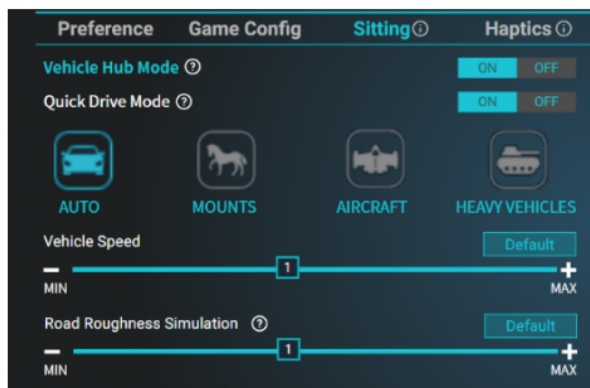 Preference Game Config Sitting Haptics
Vehicle Hub Mode ? ON OFF
Quick Drive Mode ? ON OFF
AUTO MOUNTS AIRCRAFT HEAVY VEHICLES
Vehicle Speed Default
1
MIN MAX
Road Roughness Simulation ? Default
1
MIN MAX